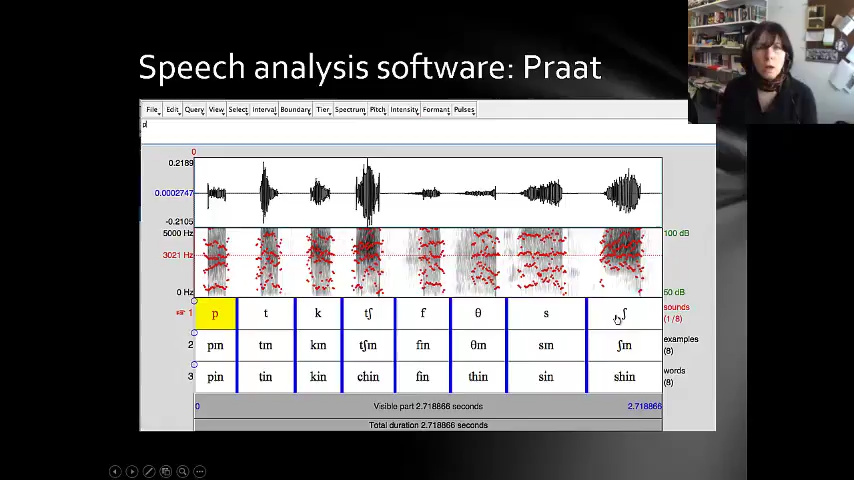 Speech analysis software: Praat
File Edit Query View Select Interval Boundary Tier Spectrum Pitch Intensity Formant Pulses
p
0
0.2189
0.0002747
-0.2105
5000 Hz 100 dB
3021 Hz
0 Hz 50 dB
1 p t k tʃ f θ s ʃ sounds
(1/8)
2 pɪn tɪn kɪn tʃɪn fɪn θɪn sɪn ʃɪn examples
(8)
3 pin tin kin chin fin thin sin shin words
(8)
0 Visible part 2.718866 seconds 2.718866
Total duration 2.718866 seconds